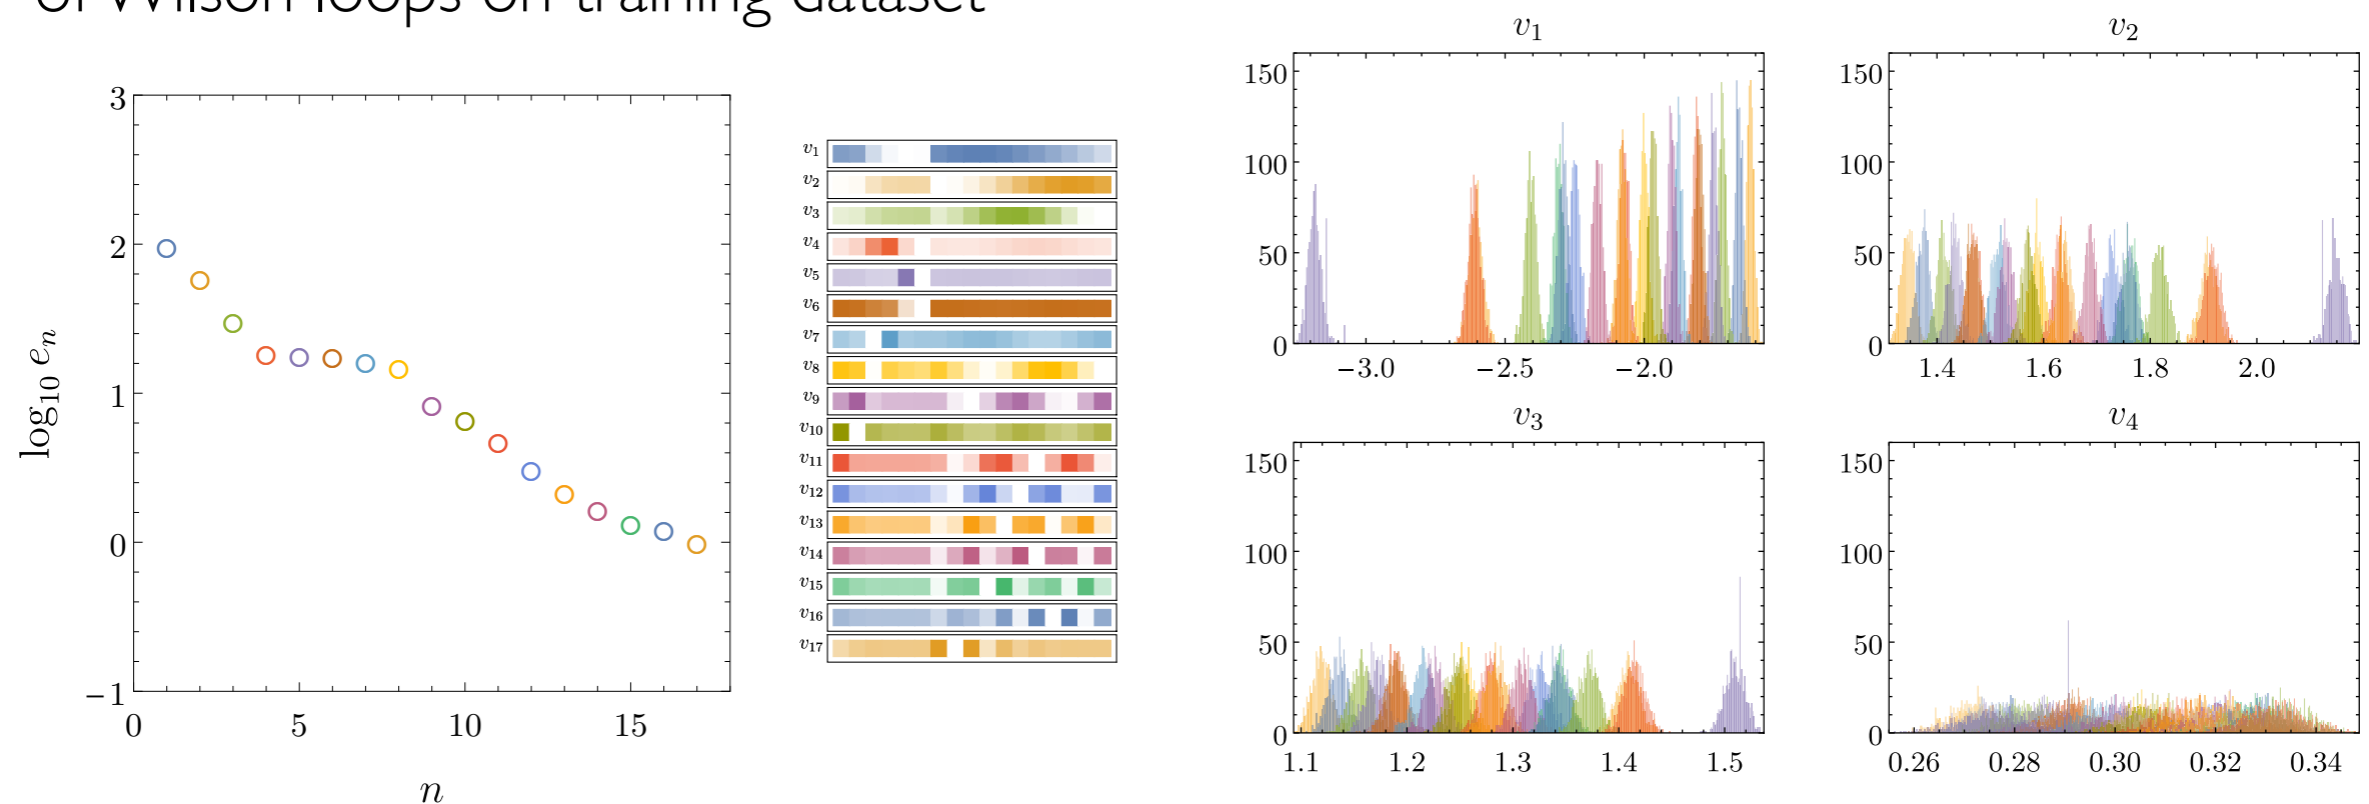 of Wilson loops on training dataset
3
2
1
0
−1
0 5 10 15
log10 en
n
v1
v2
v3
v4
v5
v6
v7
v8
v9
v10
v11
v12
v13
v14
v15
v16
v17
v1
150
100
50
0
−3.0 −2.5 −2.0
v2
150
100
50
0
1.4 1.6 1.8 2.0
v3
150
100
50
0
1.1 1.2 1.3 1.4 1.5
v4
150
100
50
0
0.26 0.28 0.30 0.32 0.34